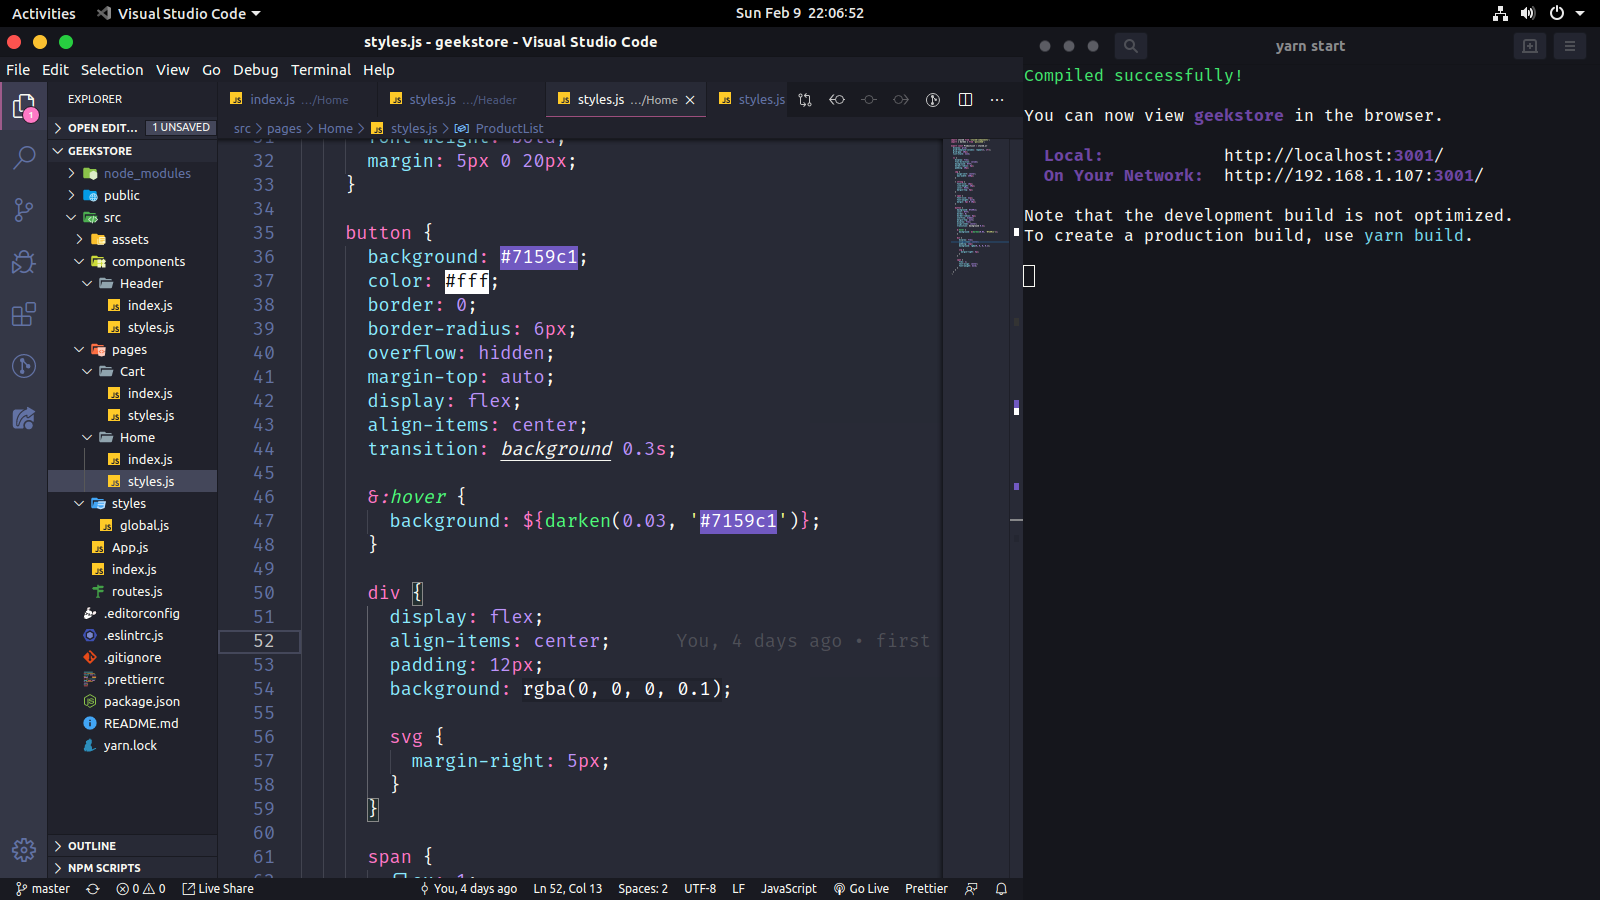 Activities
Visual Studio Code
Sun Feb 9 22:06:52
styles.js - geekstore - Visual Studio Code
File Edit Selection View Go Debug Terminal Help
EXPLORER
OPEN EDIT... 1 UNSAVED
GEEKSTORE
node_modules
public
src
assets
components
Header
index.js
styles.js
pages
Cart
index.js
styles.js
Home
index.js
styles.js
styles
global.js
App.js
index.js
routes.js
.editorconfig
.eslintrc.js
.gitignore
.prettierrc
package.json
README.md
yarn.lock
OUTLINE
NPM SCRIPTS
1
index.js .../Home
styles.js .../Header
styles.js .../Home
styles.js
src > pages > Home > styles.js > ProductList
31 font-weight: bold;
32 margin: 5px 0 20px;
33 }
34
35 button {
36 background: #7159c1;
37 color: #fff;
38 border: 0;
39 border-radius: 6px;
40 overflow: hidden;
41 margin-top: auto;
42 display: flex;
43 align-items: center;
44 transition: background 0.3s;
45
46 &:hover {
47 background: ${darken(0.03, '#7159c1')};
48 }
49
50 div {
51 display: flex;
52 align-items: center; You, 4 days ago • first
53 padding: 12px;
54 background: rgba(0, 0, 0, 0.1);
55
56 svg {
57 margin-right: 5px;
58 }
59 }
60
61 span {
yarn start
Compiled successfully!
You can now view geekstore in the browser.
Local: http://localhost:3001/
On Your Network: http://192.168.1.107:3001/
Note that the development build is not optimized.
To create a production build, use yarn build.
master
0 0
Live Share
You, 4 days ago
Ln 52, Col 13
Spaces: 2
UTF-8
LF
JavaScript
Go Live
Prettier